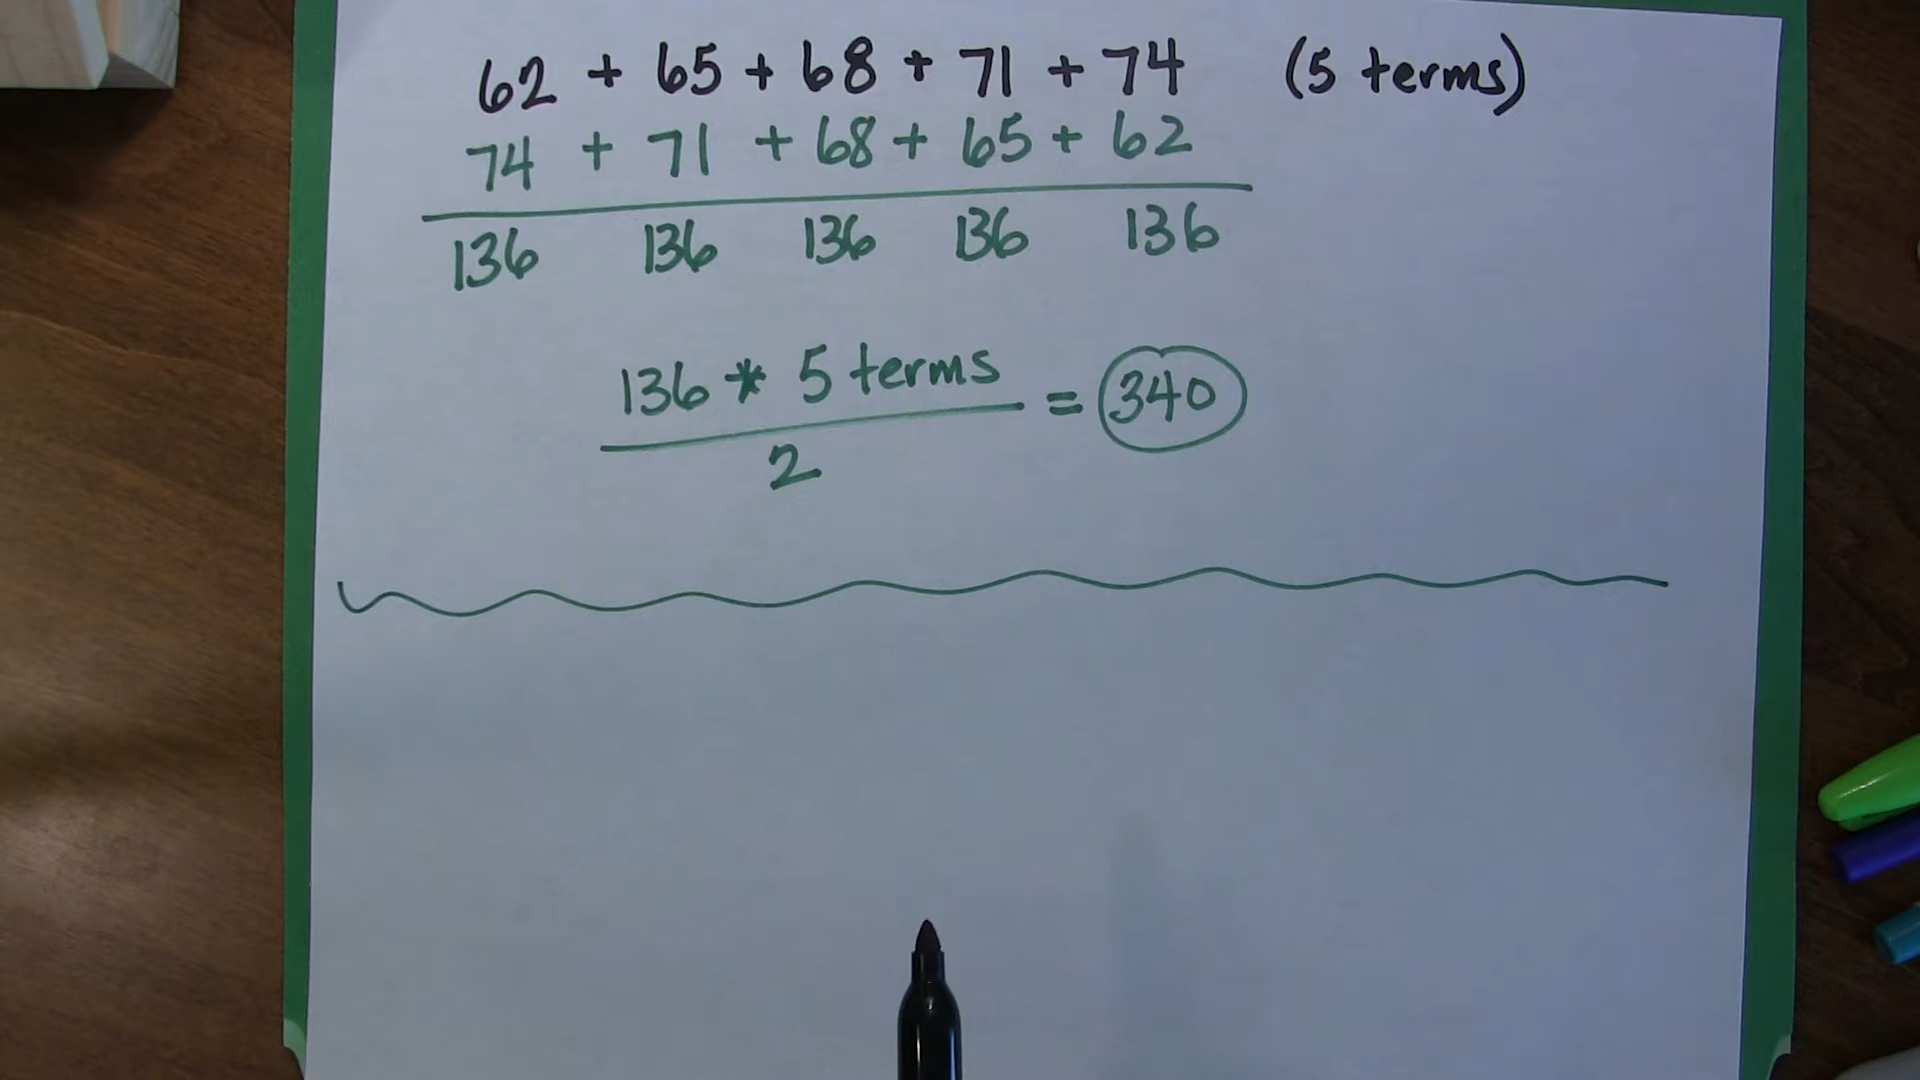 62 + 65 + 68 + 71 + 74 (5 terms)
74 + 71 + 68 + 65 + 62
136 136 136 136 136
136 * 5 terms = 340
2